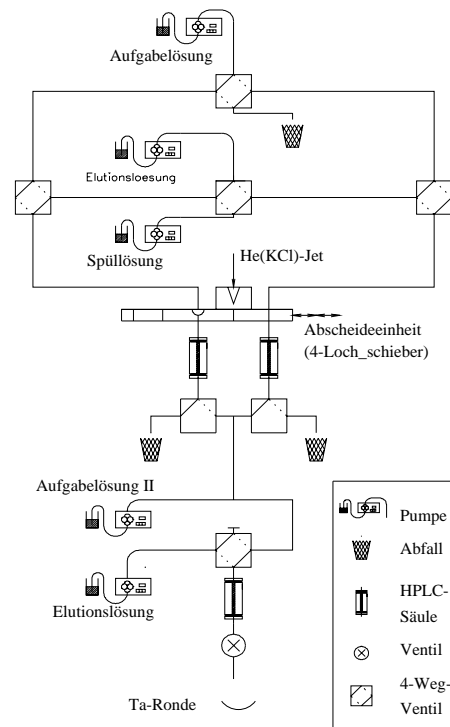 Aufgabelösung
Elutionsloesung
Spüllösung
He(KCl)-Jet
Abscheideeinheit
(4-Loch_schieber)
Aufgabelösung II
Elutionslösung
Ta-Ronde
Pumpe
Abfall
HPLC-
Säule
Ventil
4-Weg-
Ventil